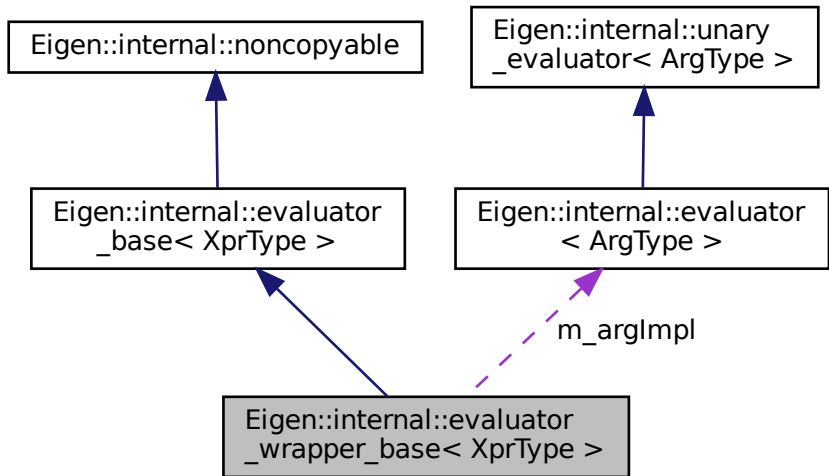 Eigen::internal::noncopyable
Eigen::internal::unary
_evaluator< ArgType >
Eigen::internal::evaluator
_base< XprType >
Eigen::internal::evaluator
< ArgType >
m_argImpl
Eigen::internal::evaluator
_wrapper_base< XprType >